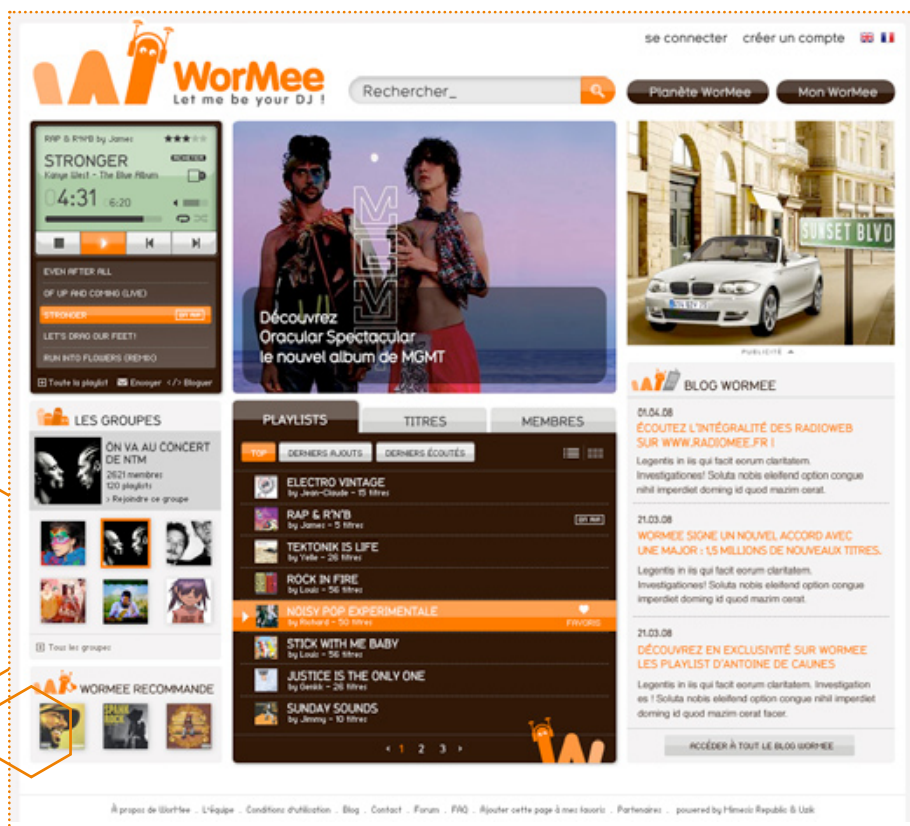 se connecter créer un compte
WorMee
Let me be your DJ !
Rechercher_
Planète WorMee
Mon WorMee
RAP & R'N'B by James
STRONGER
ACHETER
Kanye West - The Blue Album
04:31 06:20
EVEN AFTER ALL
OF UP AND COMING (LIVE)
STRONGER
ON AIR
LET'S DRAG OUR FEET!
RUN INTO FLOWERS (REMIX)
Toute la playlist Envoyer </> Bloguer
MGMT
Découvrez
Oracular Spectacular
le nouvel album de MGMT
SUNSET BLVD
PUBLICITÉ
LES GROUPES
ON VA AU CONCERT
DE NTM
2621 membres
120 playlists
> Rejoindre ce groupe
Tous les groupes
WORMEE RECOMMANDE
SPANK
ROCK
PLAYLISTS
TITRES
MEMBRES
TOP
DERNIERS AJOUTS
DERNIERS ÉCOUTÉS
ELECTRO VINTAGE
by Jean-Claude - 15 titres
RAP & R'N'B
by James - 5 titres
ON AIR
TEKTONIK IS LIFE
by Yelle - 26 titres
ROCK IN FIRE
by Louis - 56 titres
NOISY POP EXPERIMENTALE
by Richard - 50 titres
FAVORIS
STICK WITH ME BABY
by Louis - 56 titres
JUSTICE IS THE ONLY ONE
by Genkk - 26 titres
SUNDAY SOUNDS
by Jimmy - 10 titres
< 1 2 3 >
BLOG WORMEE
01.04.08
ÉCOUTEZ L'INTÉGRALITÉ DES RADIOWEB
SUR WWW.RADIOMEE.FR !
Legentis in iis qui facit eorum claritatem.
Investigationes! Soluta nobis eleifend option congue
nihil imperdiet doming id quod mazim cerat.
21.03.08
WORMEE SIGNE UN NOUVEL ACCORD AVEC
UNE MAJOR : 1,5 MILLIONS DE NOUVEAUX TITRES.
Legentis in iis qui facit eorum claritatem.
Investigationes! Soluta nobis eleifend option congue
imperdiet doming id quod mazim cerat.
21.03.08
DÉCOUVREZ EN EXCLUSIVITÉ SUR WORMEE
LES PLAYLIST D'ANTOINE DE CAUNES
Legentis in iis qui facit eorum claritatem. Investigation
es ! Soluta nobis eleifend option congue nihil imperdiet
doming id quod mazim cerat facer.
ACCÉDER À TOUT LE BLOG WORMEE
À propos de WorMee . L'équipe . Conditions d'utilisation . Blog . Contact . Forum . FAQ . Ajouter cette page à mes favoris . Partenaires . powered by Mimesis Republic & Uzik